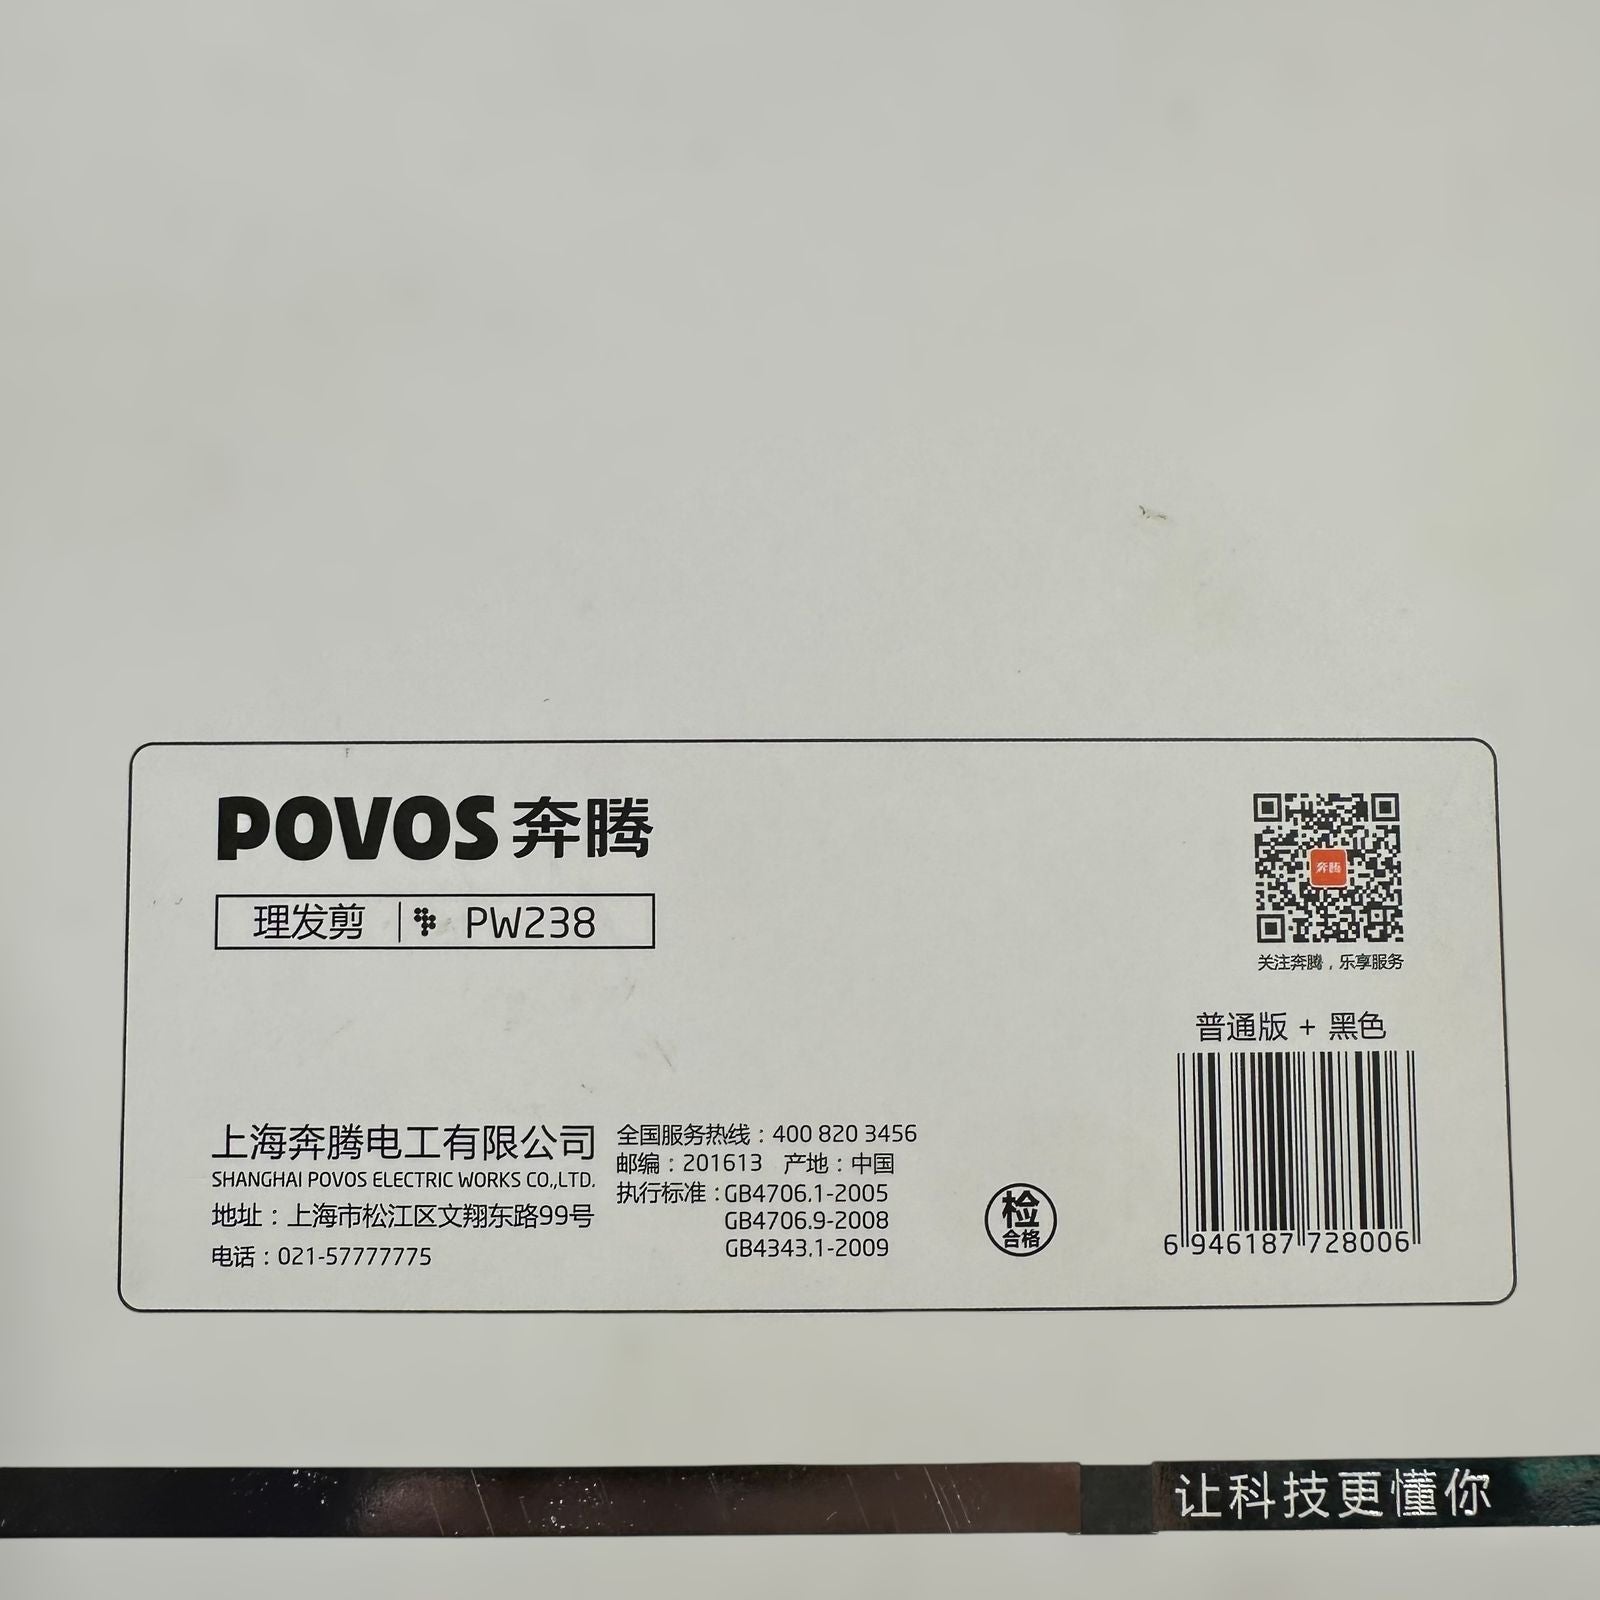 POVOS 奔腾
理发剪 | PW238
奔腾
关注奔腾，乐享服务
普通版 + 黑色
6 946187 728006
上海奔腾电工有限公司
SHANGHAI POVOS ELECTRIC WORKS CO.,LTD.
地址：上海市松江区文翔东路99号
电话：021-57777775
全国服务热线：400 820 3456
邮编：201613 产地：中国
执行标准：GB4706.1-2005
GB4706.9-2008
GB4343.1-2009
检
合格
让科技更懂你